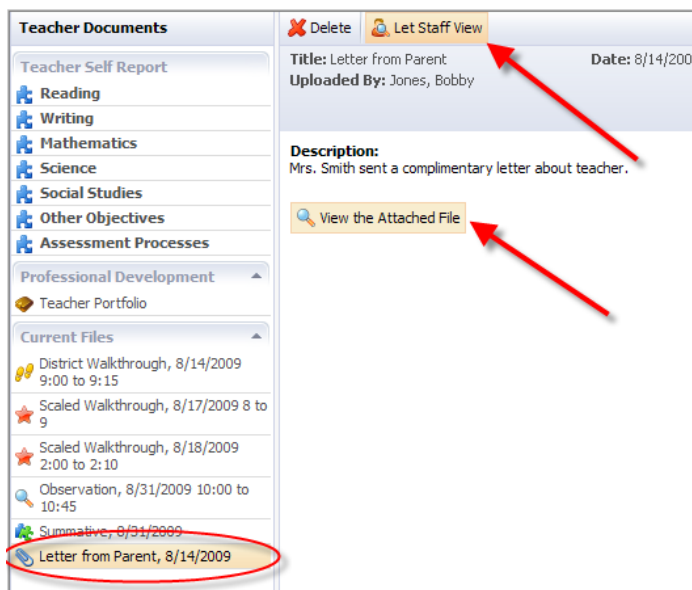 Teacher Documents
Teacher Self Report
Reading
Writing
Mathematics
Science
Social Studies
Other Objectives
Assessment Processes
Professional Development
Teacher Portfolio
Current Files
District Walkthrough, 8/14/2009
9:00 to 9:15
Scaled Walkthrough, 8/17/2009 8 to
9
Scaled Walkthrough, 8/18/2009
2:00 to 2:10
Observation, 8/31/2009 10:00 to
10:45
Summative, 8/31/2009
Letter from Parent, 8/14/2009
Delete Let Staff View
Title: Letter from Parent Date: 8/14/200
Uploaded By: Jones, Bobby
Description:
Mrs. Smith sent a complimentary letter about teacher.
View the Attached File